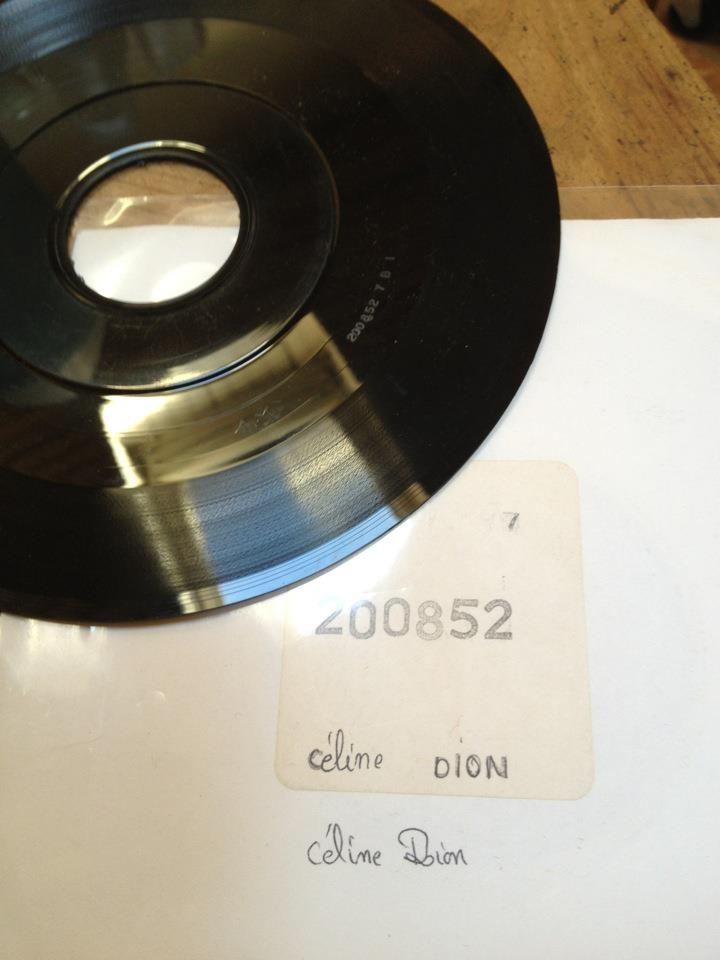 200852 7 B 1
7
200852
céline DION
céline Dion